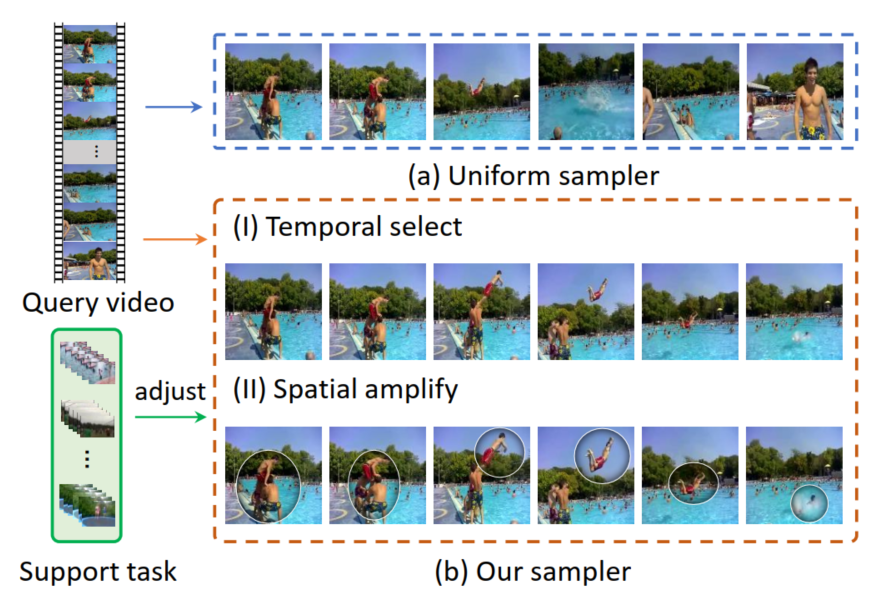 (a) Uniform sampler
(I) Temporal select
Query video
adjust
(II) Spatial amplify
Support task
(b) Our sampler